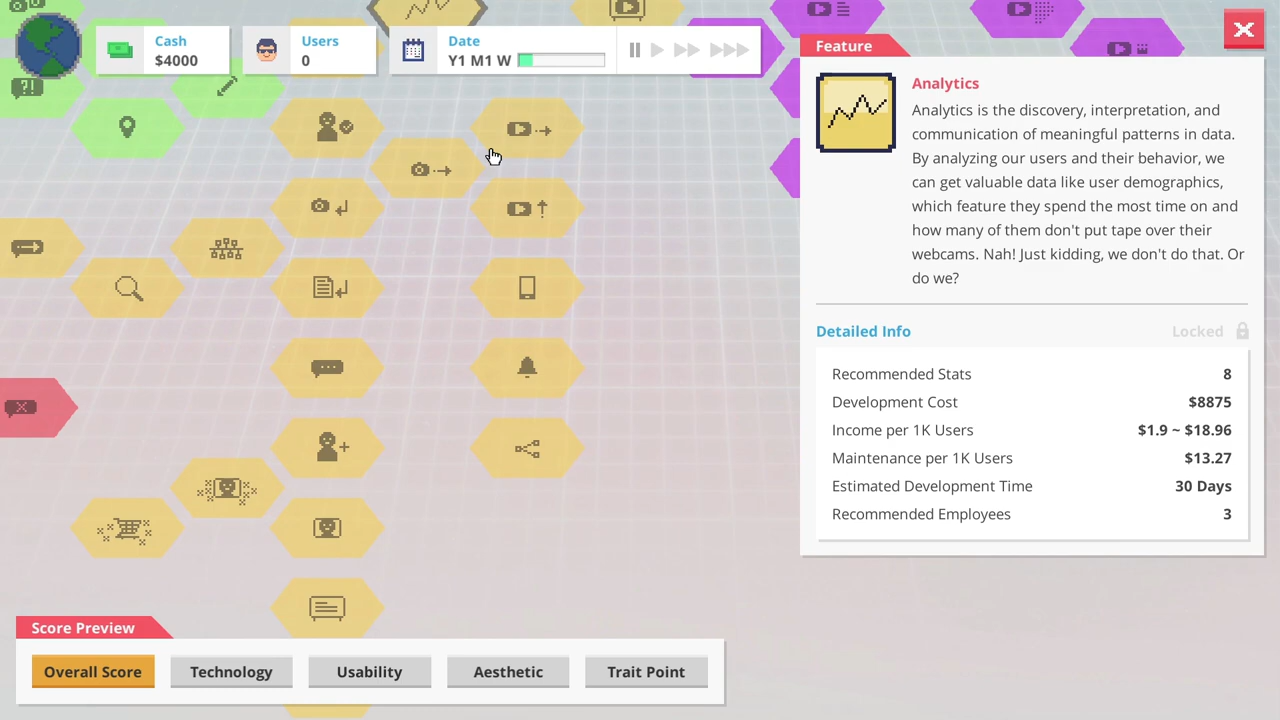 Cash
$4000
Users
0
Date
Y1 M1 W
Feature
Analytics
Analytics is the discovery, interpretation, and
communication of meaningful patterns in data.
By analyzing our users and their behavior, we
can get valuable data like user demographics,
which feature they spend the most time on and
how many of them don't put tape over their
webcams. Nah! Just kidding, we don't do that. Or
do we?
Detailed Info
Locked
Recommended Stats 8
Development Cost $8875
Income per 1K Users $1.9 ~ $18.96
Maintenance per 1K Users $13.27
Estimated Development Time 30 Days
Recommended Employees 3
Score Preview
Overall Score
Technology
Usability
Aesthetic
Trait Point